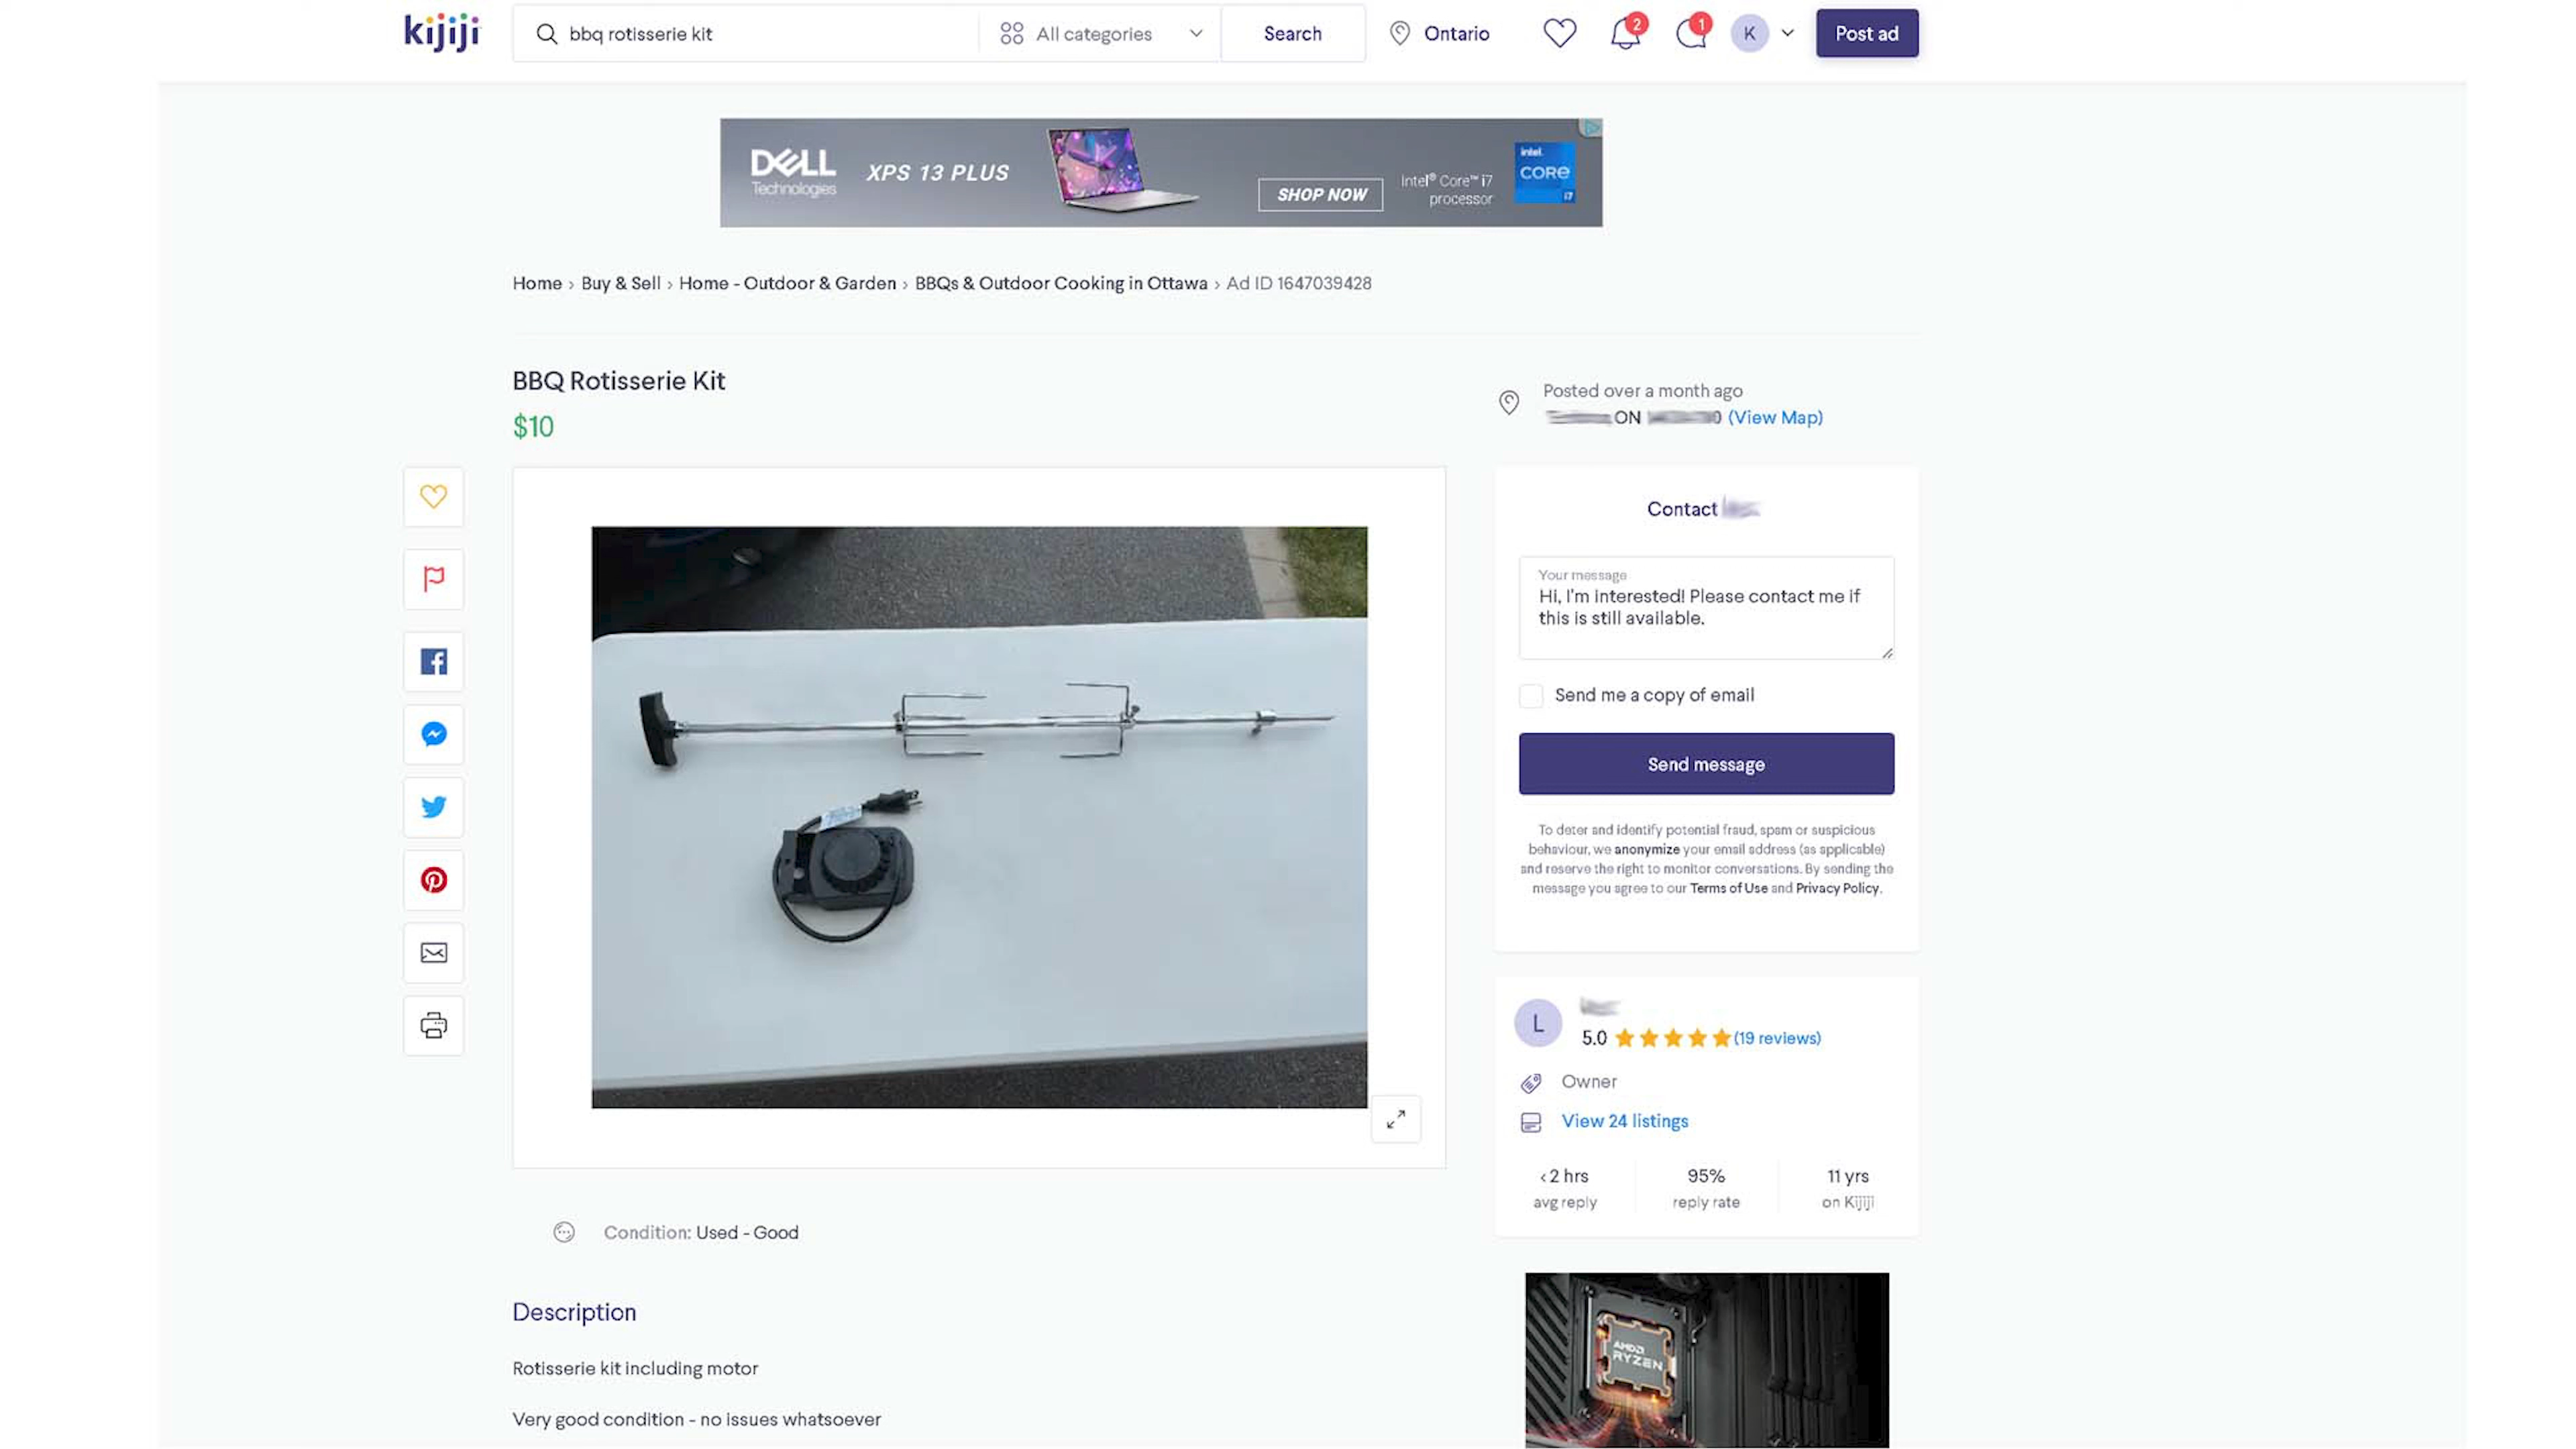 kijiji
bbq rotisserie kit
All categories
Search
Ontario
2
1
K
Post ad
DELL
Technologies
XPS 13 PLUS
SHOP NOW
Intel® Core™ i7
processor
intel.
CORE
i7
Home › Buy & Sell › Home - Outdoor & Garden › BBQs & Outdoor Cooking in Ottawa › Ad ID 1647039428
BBQ Rotisserie Kit
$10
Posted over a month ago
ON 0 (View Map)
Contact
Your message
Hi, I'm interested! Please contact me if
this is still available.
Send me a copy of email
Send message
To deter and identify potential fraud, spam or suspicious
behaviour, we anonymize your email address (as applicable)
and reserve the right to monitor conversations. By sending the
message you agree to our Terms of Use and Privacy Policy.
L
5.0 (19 reviews)
Owner
View 24 listings
< 2 hrs
avg reply
95%
reply rate
11 yrs
on Kijiji
Condition: Used - Good
Description
Rotisserie kit including motor
Very good condition - no issues whatsoever
AMD
RYZEN